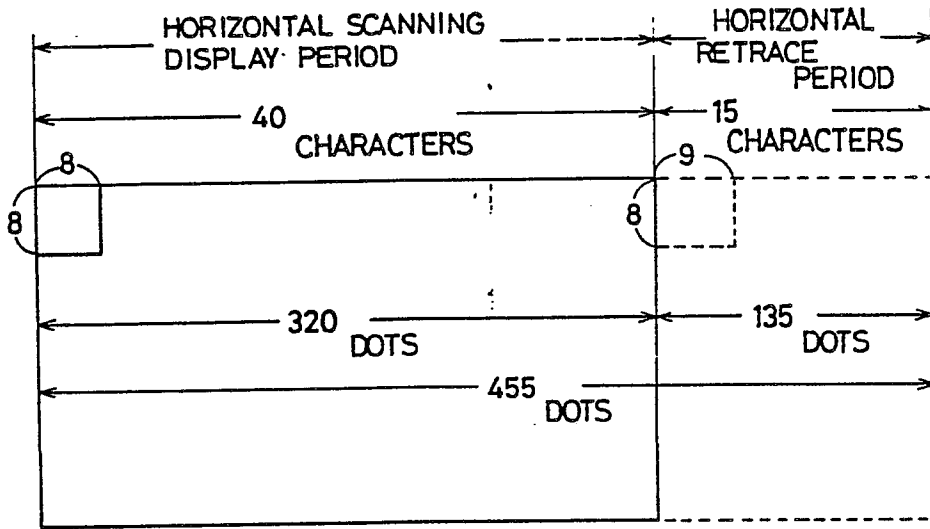 HORIZONTAL SCANNING
DISPLAY PERIOD
HORIZONTAL
RETRACE
PERIOD
40
CHARACTERS
15
CHARACTERS
8
8
9
8
320
DOTS
135
DOTS
455
DOTS